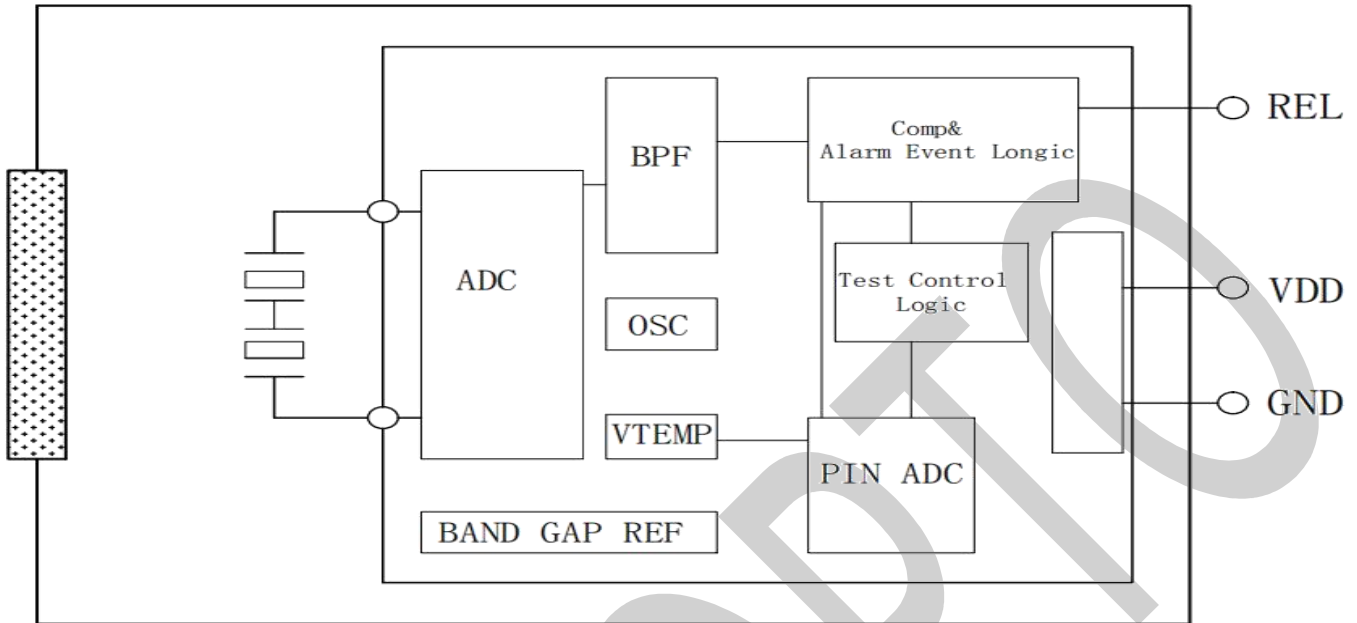 REL
Comp&
Alarm Event Longic
BPF
ADC
Test Control
Logic
VDD
OSC
GND
VTEMP
PIN ADC
BAND GAP REF